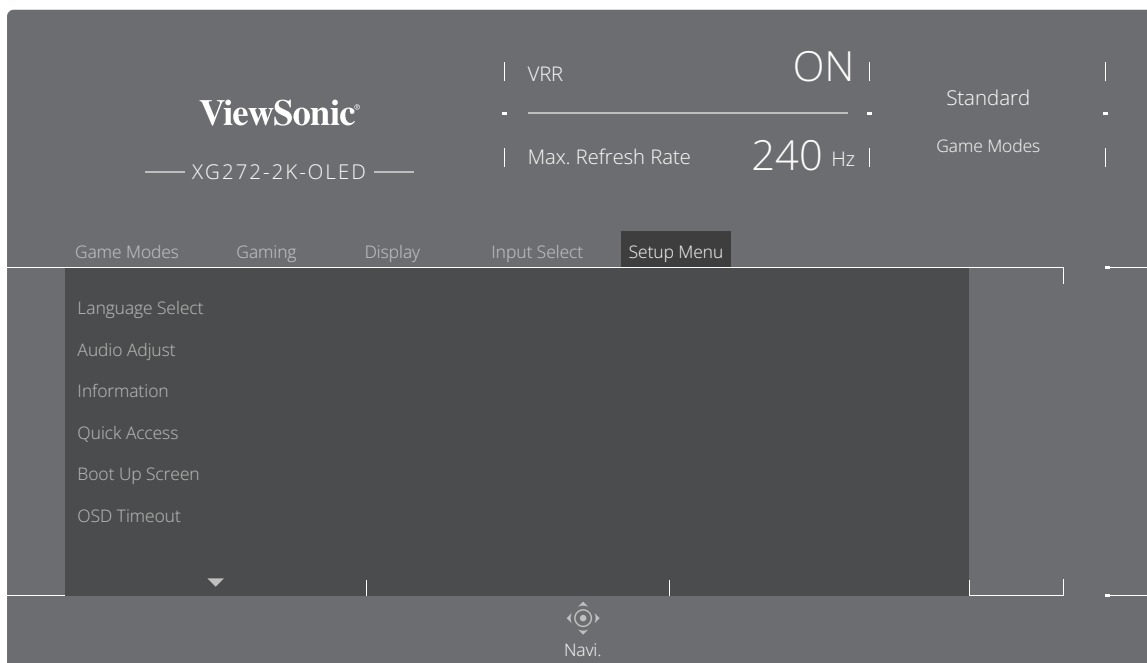 ViewSonic®
XG272-2K-OLED
VRR ON
Max. Refresh Rate 240 Hz
Standard
Game Modes
Game Modes Gaming Display Input Select Setup Menu
Language Select
Audio Adjust
Information
Quick Access
Boot Up Screen
OSD Timeout
Navi.